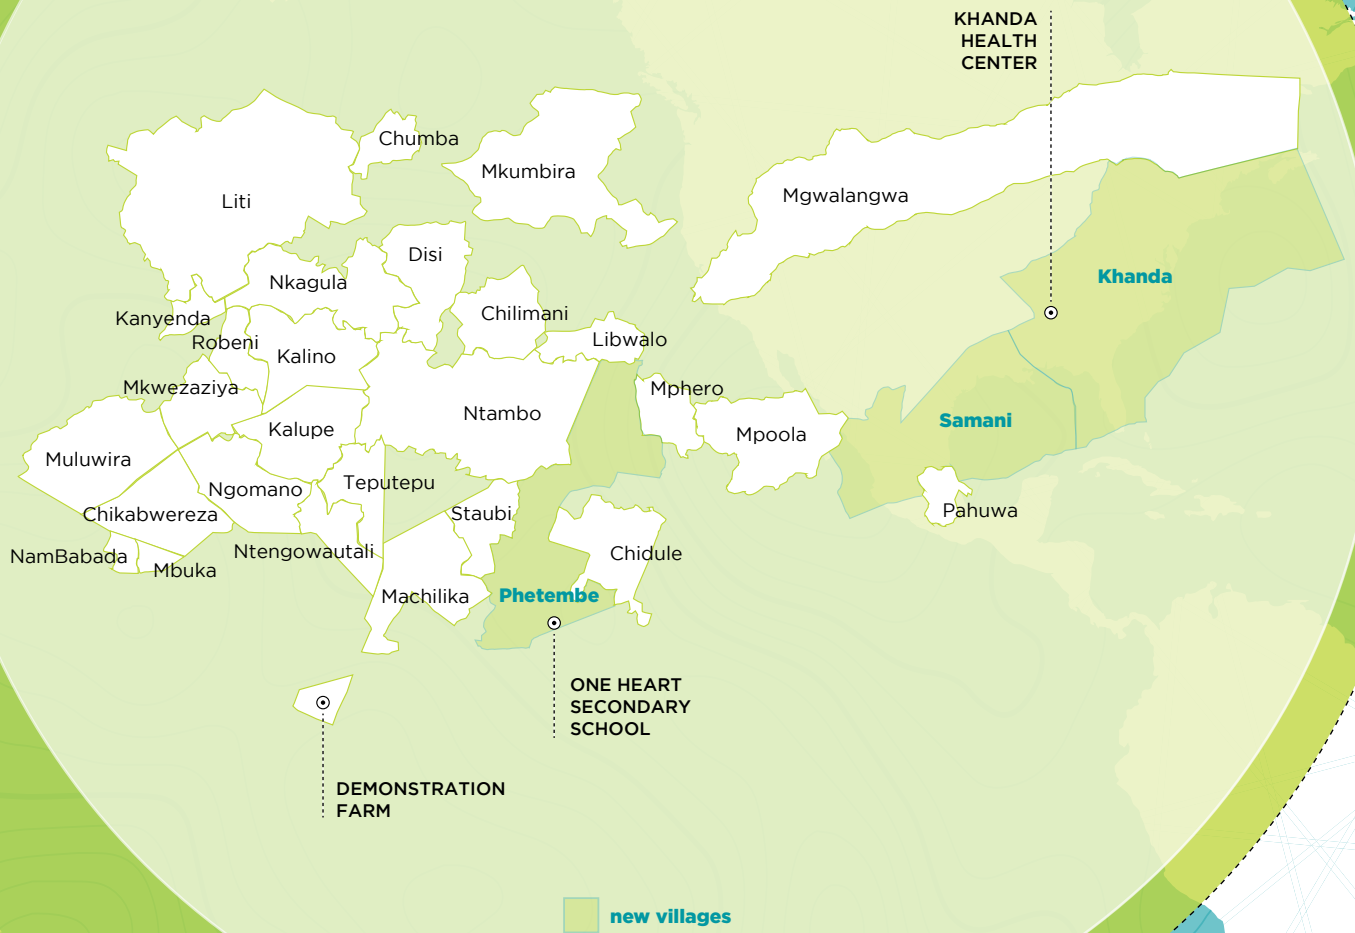 KHANDA
HEALTH
CENTER
Chumba
Mkumbira
Liti
Mgwalangwa
Disi
Nkagula
Khanda
Kanyenda
Chilimani
Robeni
Libwalo
Kalino
Mkwezaziya
Mphero
Ntambo
Samani
Kalupe
Mpoola
Muluwira
Teputepu
Ngomano
Pahuwa
Chikabwereza
Staubi
NamBabada
Ntengowautali
Chidule
Mbuka
Machilika
Phetembe
ONE HEART
SECONDARY
SCHOOL
DEMONSTRATION
FARM
new villages